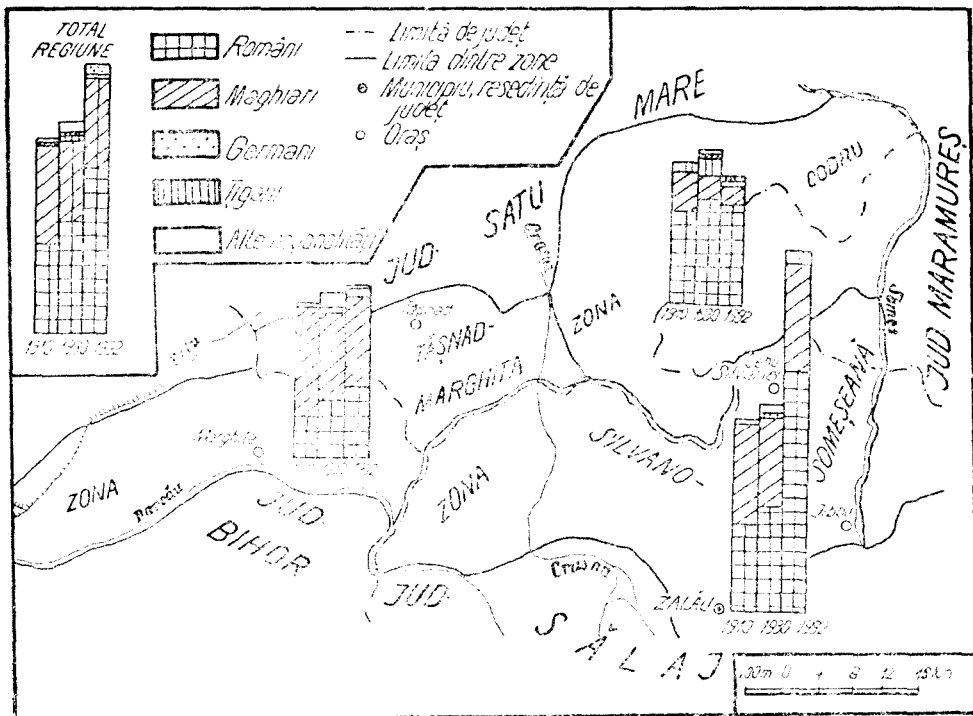 TOTAL
REGIUNE
Români
Maghiari
Germani
Țigani
Alte naționalități
Limită de județ
Limita dintre zone
Municipiu, reședință de
județ
Oraș
1910 1930 1992
MARE
SATU
JUD.
CODRU
JUD MARAMUREȘ
Someș
Crasna
ZONA
TĂȘNAD-
MARGHITA
1910 1930 1992
SOMEȘEANĂ
SILVANO-
ZONA
Marghita
ZONA
Barcău
JUD.
BIHOR
Jibou
JUD.
Crasna
SĂLAJ
ZALĂU
1910 1930 1992